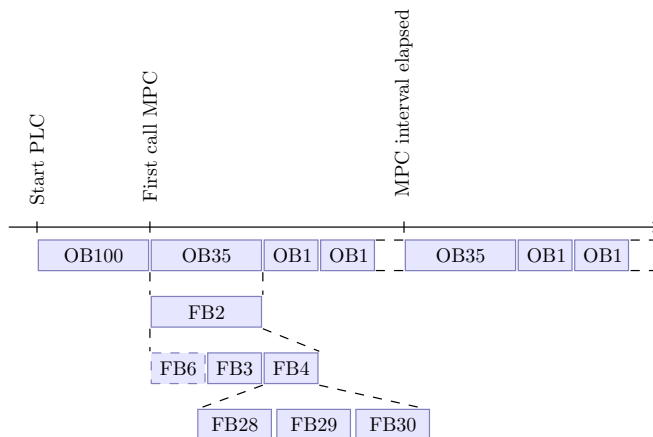 Start PLC
First call MPC
MPC interval elapsed
OB100 OB35 OB1 OB1 OB35 OB1 OB1
FB2
FB6 FB3 FB4
FB28 FB29 FB30